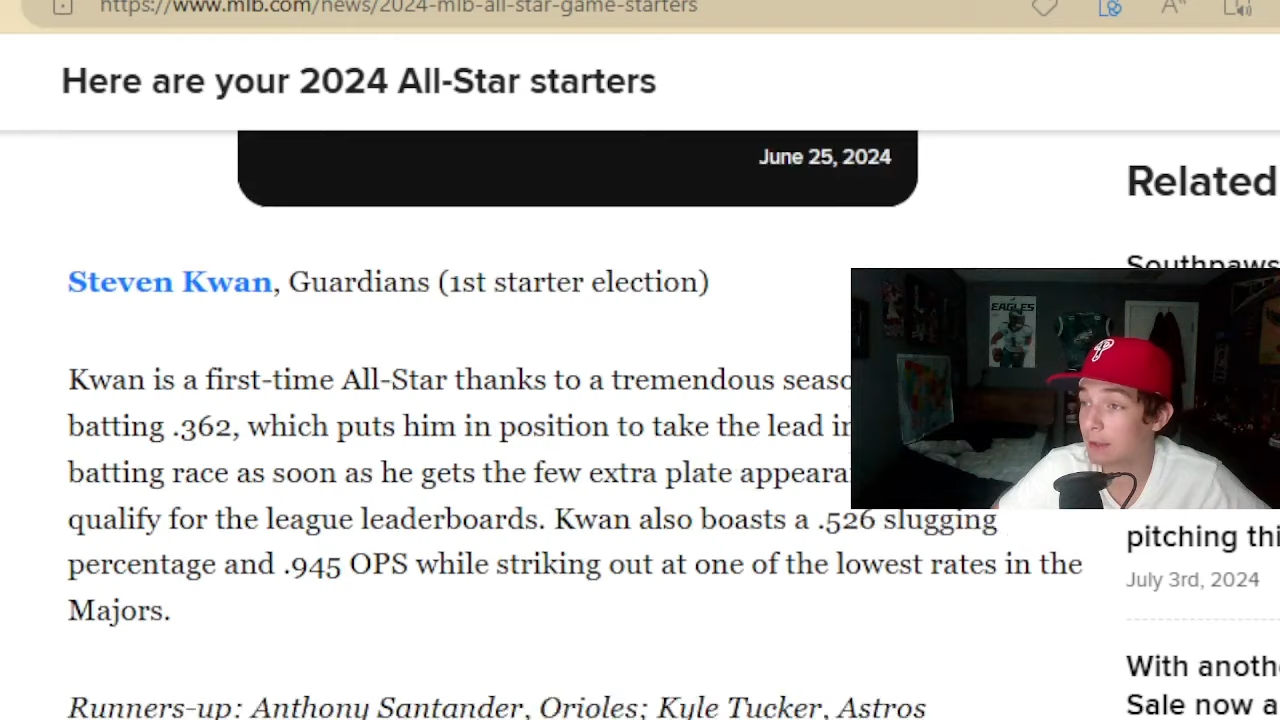 https://www.mlb.com/news/2024-mlb-all-star-game-starters
Here are your 2024 All-Star starters
June 25, 2024
Related
Southpaws
Steven Kwan, Guardians (1st starter election)
EAGLES
Kwan is a first-time All-Star thanks to a tremendous
batting .362, which puts him in position to take the lead
batting race as soon as he gets the few extra plate
qualify for the league leaderboards. Kwan also boasts a .526 slugging
percentage and .945 OPS while striking out at one of the lowest rates in the
Majors.
pitching
July 3rd, 2024
With
Sale now a
Runners-up: Anthony Santander, Orioles; Kyle Tucker, Astros